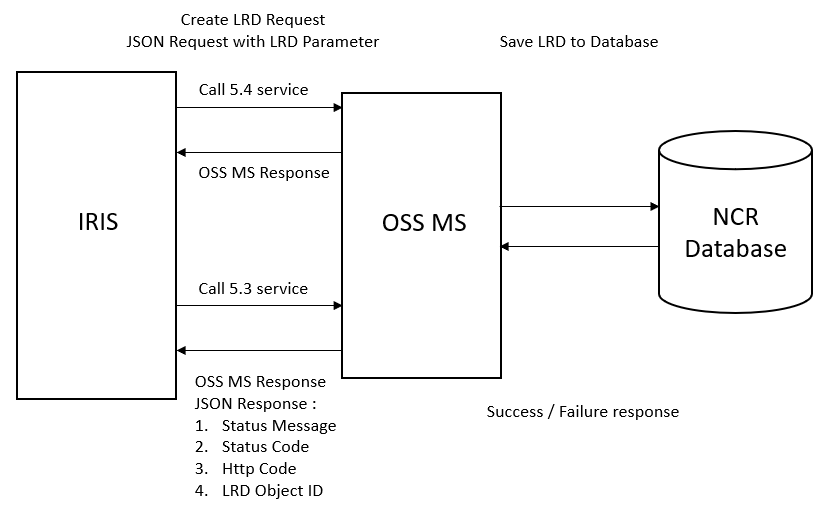 Create LRD Request
JSON Request with LRD Parameter
Save LRD to Database
Call 5.4 service
OSS MS Response
IRIS
OSS MS
NCR
Database
Call 5.3 service
OSS MS Response
JSON Response :
1. Status Message
2. Status Code
3. Http Code
4. LRD Object ID
Success / Failure response